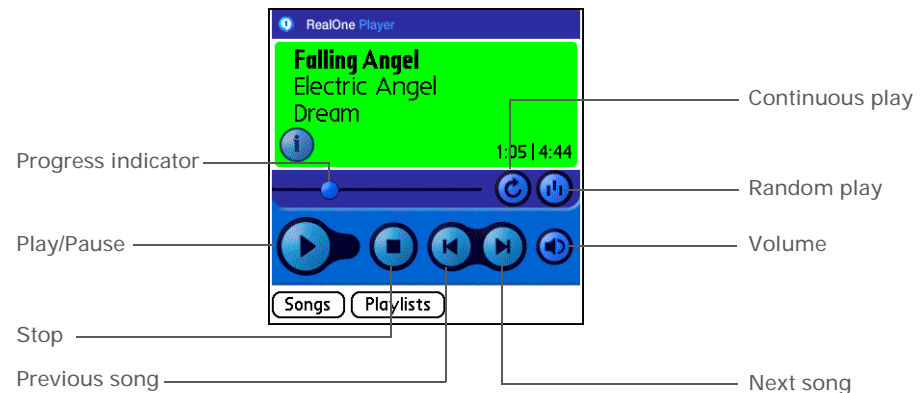 RealOne Player
Falling Angel
Electric Angel
Dream
i
1:05 | 4:44
Continuous play
Progress indicator
Random play
Play/Pause
Volume
Songs
Playlists
Stop
Previous song
Next song